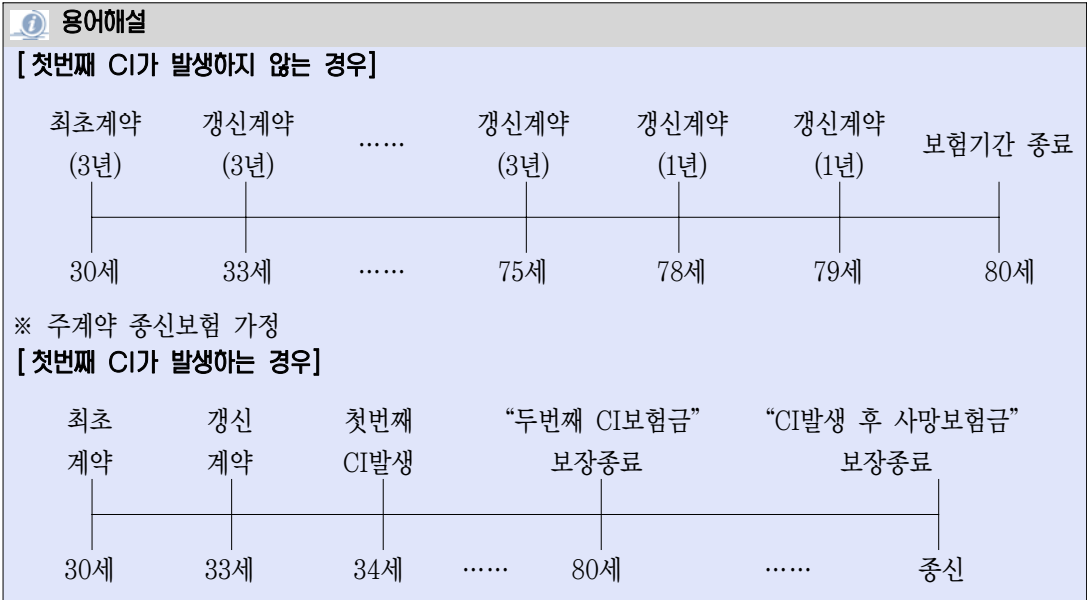 용어해설
[첫번째 CI가 발생하지 않는 경우]
최초계약 갱신계약 …… 갱신계약 갱신계약 갱신계약 보험기간 종료
(3년) (3년) (3년) (1년) (1년)
30세 33세 …… 75세 78세 79세 80세
※ 주계약 종신보험 가정
[첫번째 CI가 발생하는 경우]
최초 갱신 첫번째 “두번째 CI보험금” “CI발생 후 사망보험금”
계약 계약 CI발생 보장종료 보장종료
30세 33세 34세 …… 80세 …… 종신